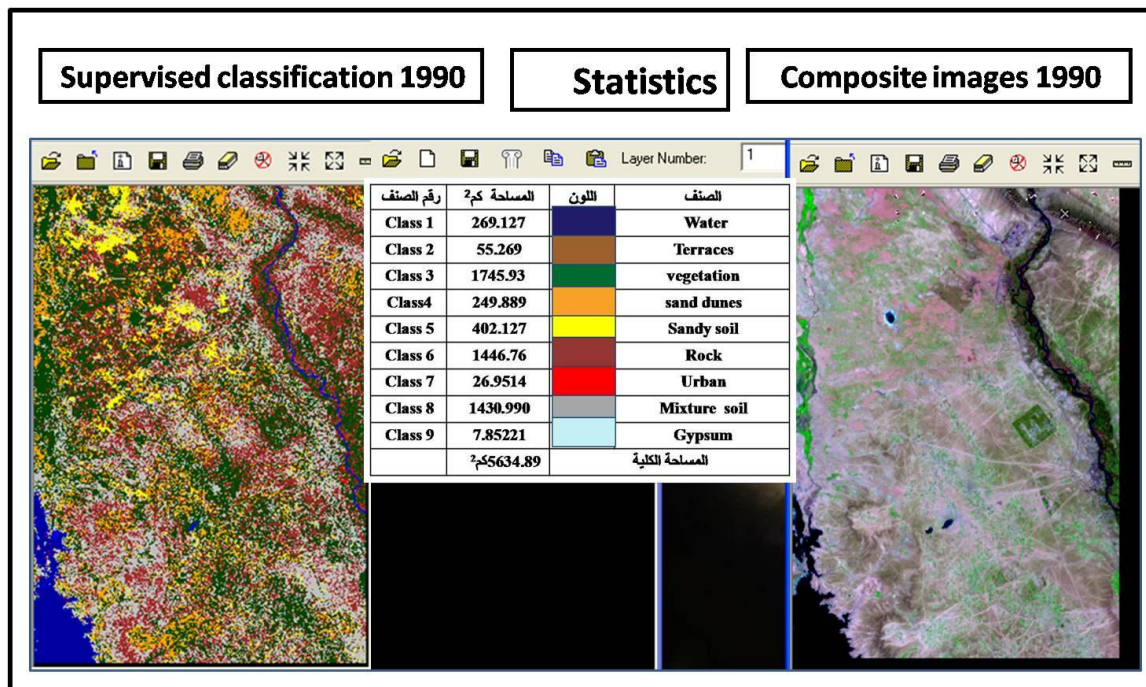 Supervised classification 1990
Statistics
Composite images 1990
Layer Number: 1
رقم الصنف المساحة كم² اللون الصنف
Class 1 269.127 Water
Class 2 55.269 Terraces
Class 3 1745.93 vegetation
Class4 249.889 sand dunes
Class 5 402.127 Sandy soil
Class 6 1446.76 Rock
Class 7 26.9514 Urban
Class 8 1430.990 Mixture soil
Class 9 7.85221 Gypsum
5634.89كم² المساحة الكلية